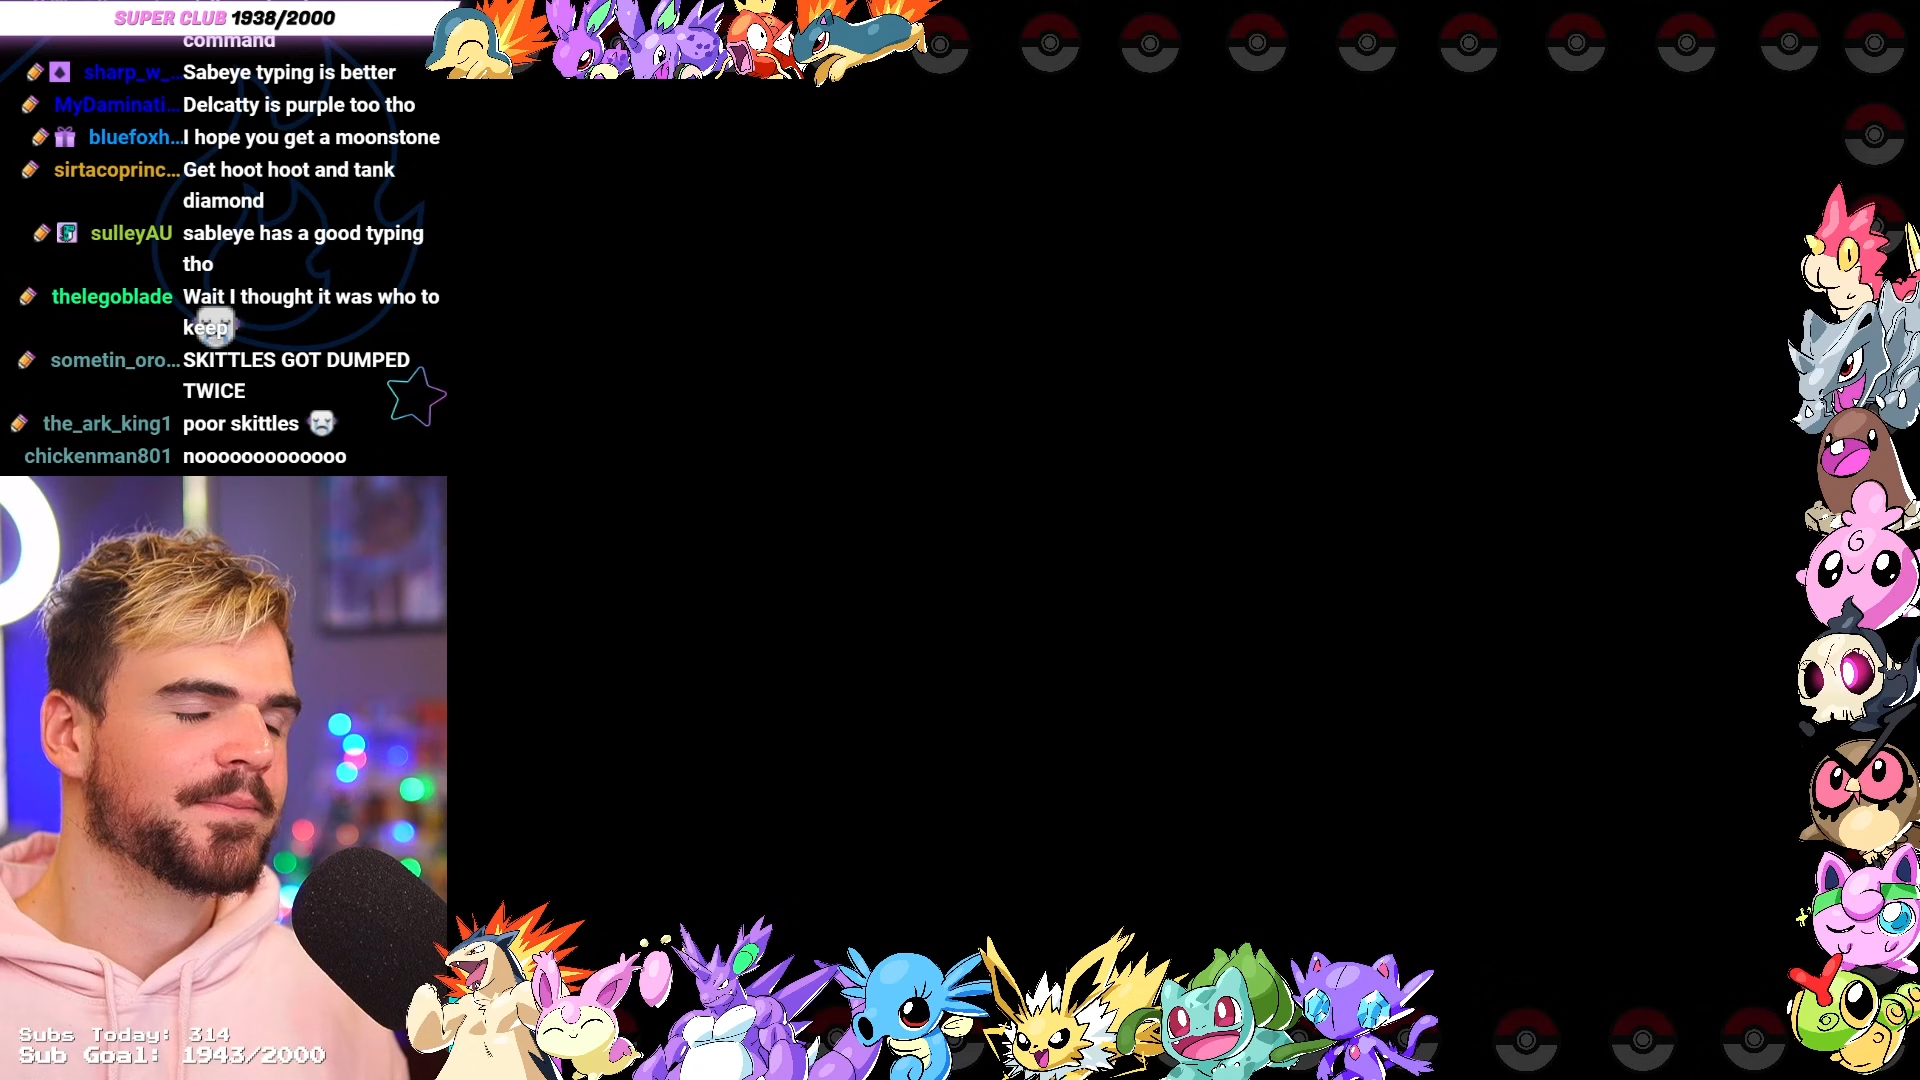 SUPER CLUB 1938/2000
command
sharp_w_... Sabeye typing is better
MyDaminati... Delcatty is purple too tho
bluefoxh... I hope you get a moonstone
sirtacoprinc... Get hoot hoot and tank
diamond
sulleyAU sableye has a good typing
tho
thelegoblade Wait I thought it was who to
keep
sometin_oro... SKITTLES GOT DUMPED
TWICE
the_ark_king1 poor skittles
chickenman801 nooooooooooooo
Subs Today: 314
Sub Goal: 1943/2000